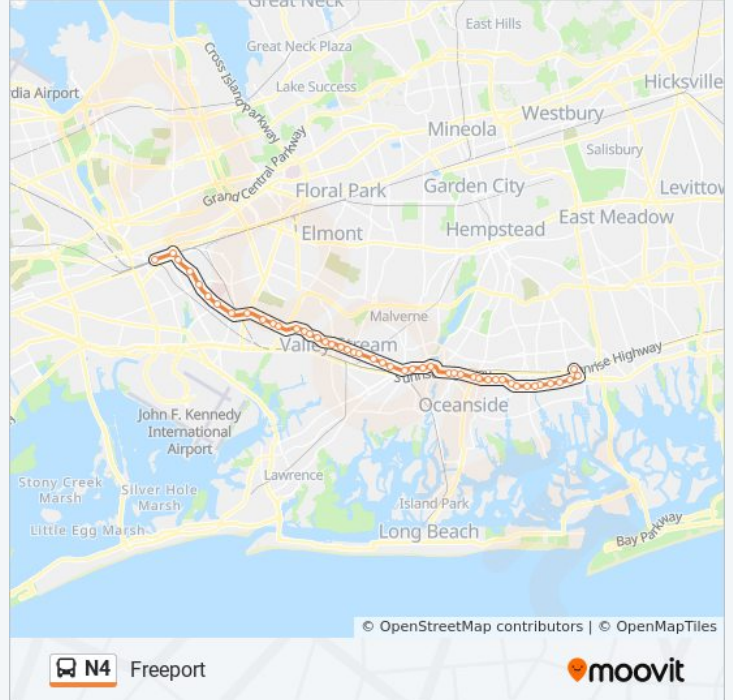 Great Neck
East Hills
Great Neck Plaza
Cross Island Parkway
Lake Success
Hicksville
dia Airport
Westbury
Mineola
Salisbury
Grand Central Parkway
Floral Park
Garden City
Levittow
East Meadow
Elmont
Hempstead
Malverne
Valley Stream
Sunrise Highway
Oceanside
John F. Kennedy
International
Airport
Lawrence
Stony Creek
Marsh
Silver Hole
Marsh
Island Park
Little Egg Marsh
Long Beach
Bay Parkway
© OpenStreetMap contributors | © OpenMapTiles
N4 Freeport
moovit